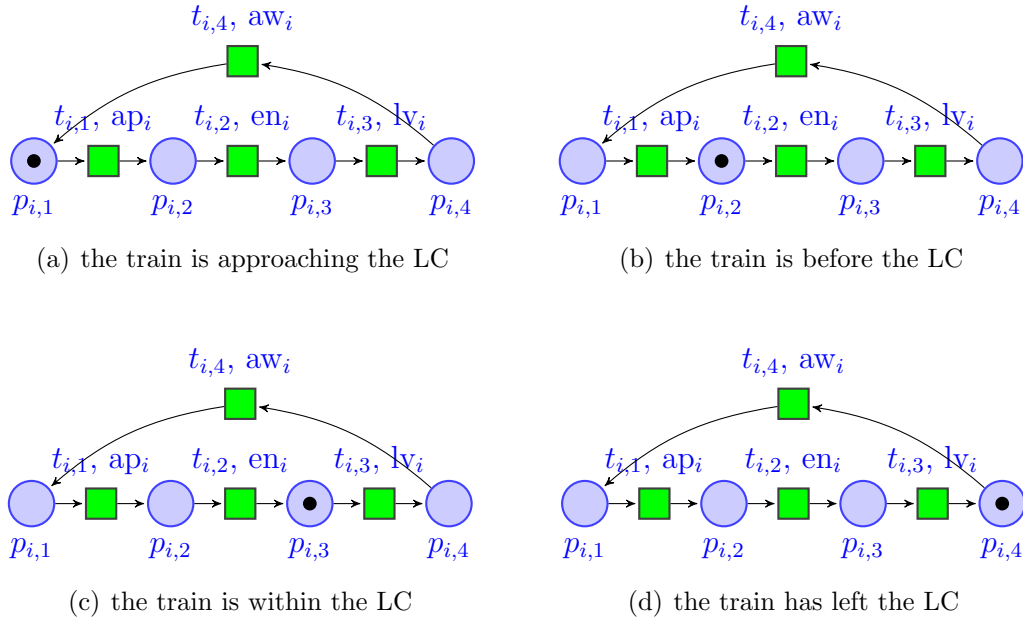 t_{i,4}, aw_i t_{i,4}, aw_i
t_{i,1}, ap_i t_{i,2}, en_i t_{i,3}, lv_i t_{i,1}, ap_i t_{i,2}, en_i t_{i,3}, lv_i
p_{i,1} p_{i,2} p_{i,3} p_{i,4} p_{i,1} p_{i,2} p_{i,3} p_{i,4}
(a) the train is approaching the LC (b) the train is before the LC
t_{i,4}, aw_i t_{i,4}, aw_i
t_{i,1}, ap_i t_{i,2}, en_i t_{i,3}, lv_i t_{i,1}, ap_i t_{i,2}, en_i t_{i,3}, lv_i
p_{i,1} p_{i,2} p_{i,3} p_{i,4} p_{i,1} p_{i,2} p_{i,3} p_{i,4}
(c) the train is within the LC (d) the train has left the LC